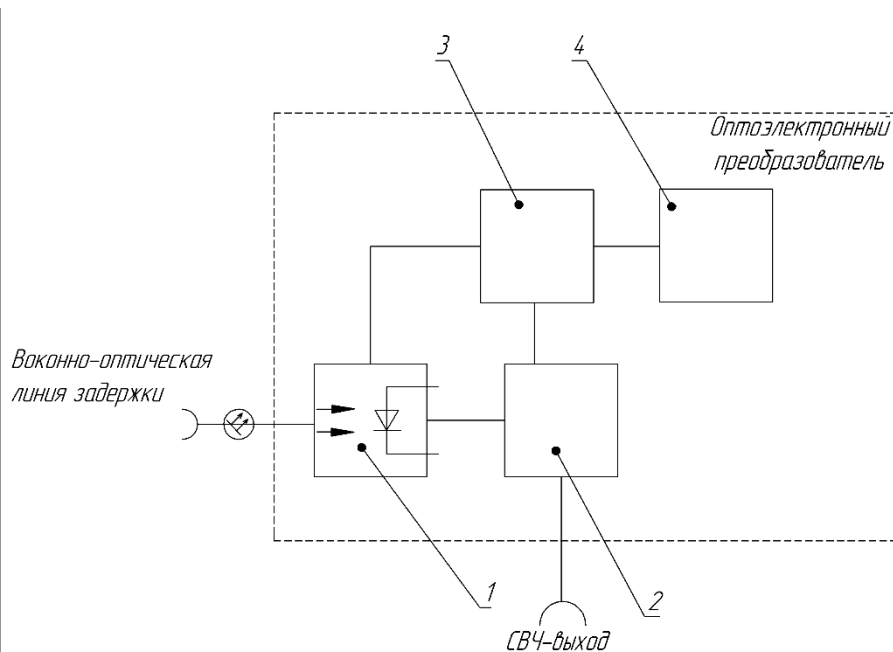 3
4
Оптоэлектронный
преобразователь
Воконно-оптическая
линия задержки
1
2
СВЧ-выход